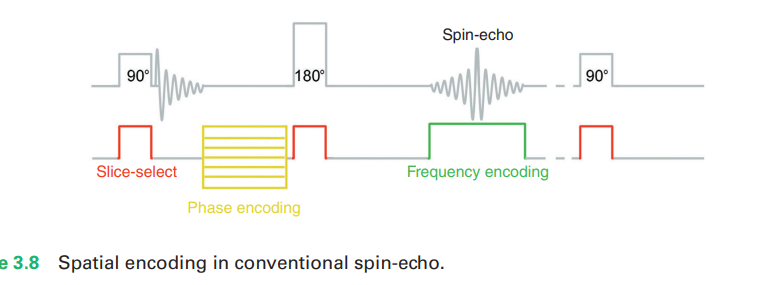 Spin-echo
90° 180° 90°
Slice-select Frequency encoding
Phase encoding
e 3.8 Spatial encoding in conventional spin-echo.